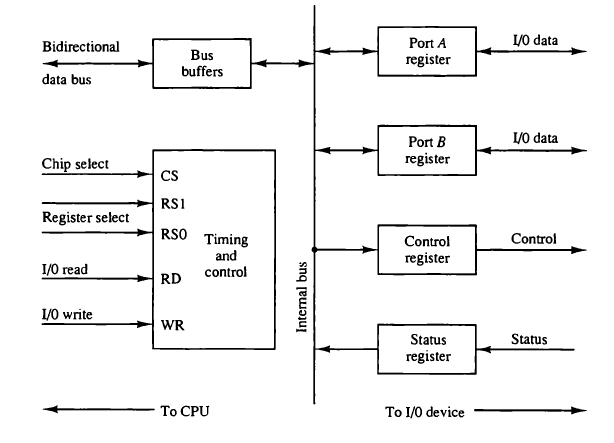 Bidirectional
data bus
Bus
buffers
Port A
register
I/O data
Port B
register
I/O data
Chip select
CS
RS1
Register select
RS0
Timing
and
control
I/O read
RD
I/O write
WR
Internal bus
Control
register
Control
Status
register
Status
To CPU
To I/0 device